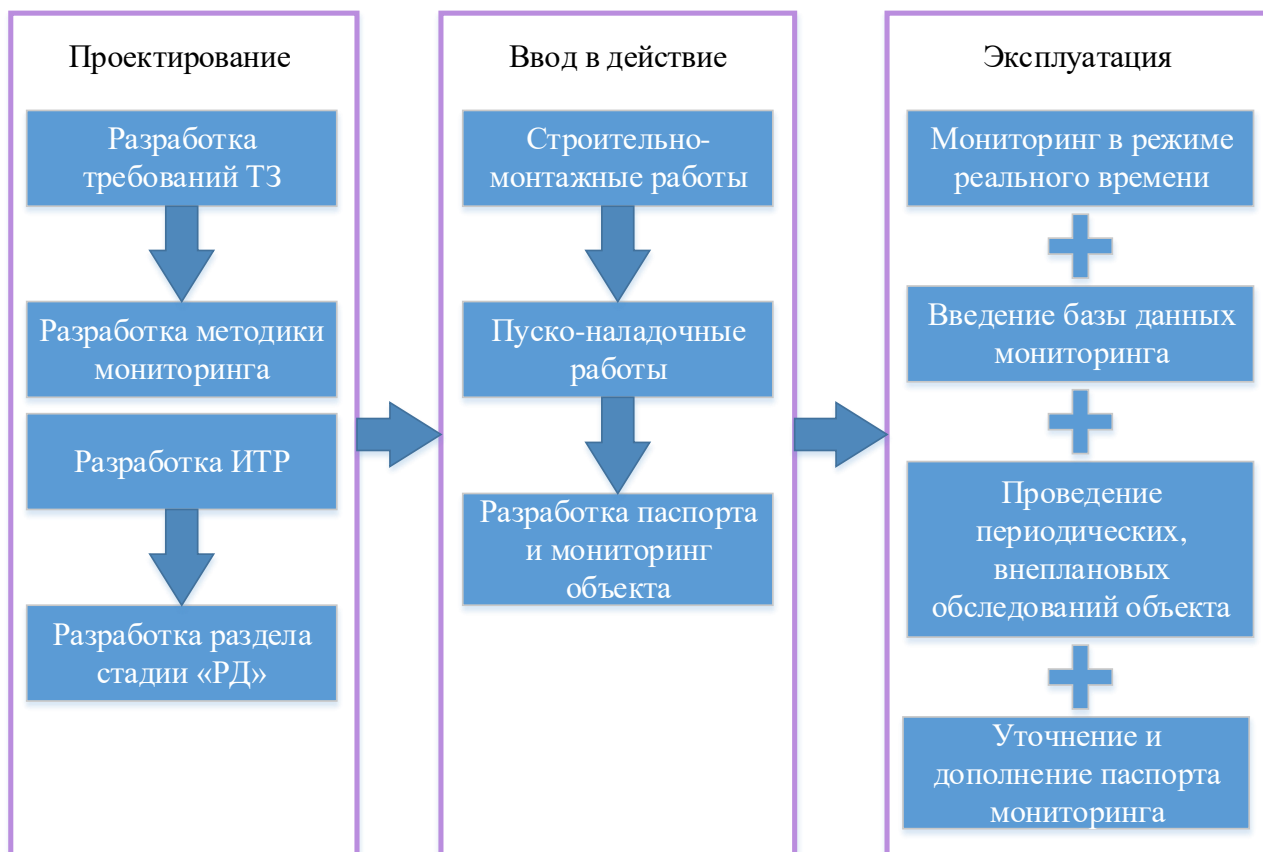 Проектирование
Разработка
требований ТЗ
Разработка методики
мониторинга
Разработка ИТР
Разработка раздела
стадии «РД»
Ввод в действие
Строительно-
монтажные работы
Пуско-наладочные
работы
Разработка паспорта
и мониторинг
объекта
Эксплуатация
Мониторинг в режиме
реального времени
Введение базы данных
мониторинга
Проведение
периодических,
внеплановых
обследований объекта
Уточнение и
дополнение паспорта
мониторинга